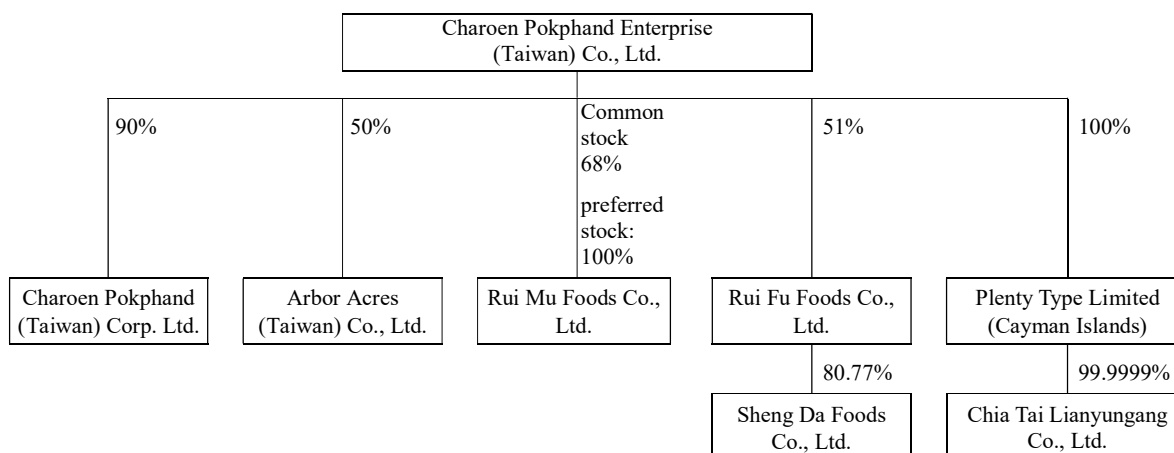 Charoen Pokphand Enterprise
(Taiwan) Co., Ltd.
90%
50%
Common
stock
68%
preferred
stock:
100%
51%
100%
Charoen Pokphand
(Taiwan) Corp. Ltd.
Arbor Acres
(Taiwan) Co., Ltd.
Rui Mu Foods Co.,
Ltd.
Rui Fu Foods Co.,
Ltd.
Plenty Type Limited
(Cayman Islands)
80.77%
99.9999%
Sheng Da Foods
Co., Ltd.
Chia Tai Lianyungang
Co., Ltd.